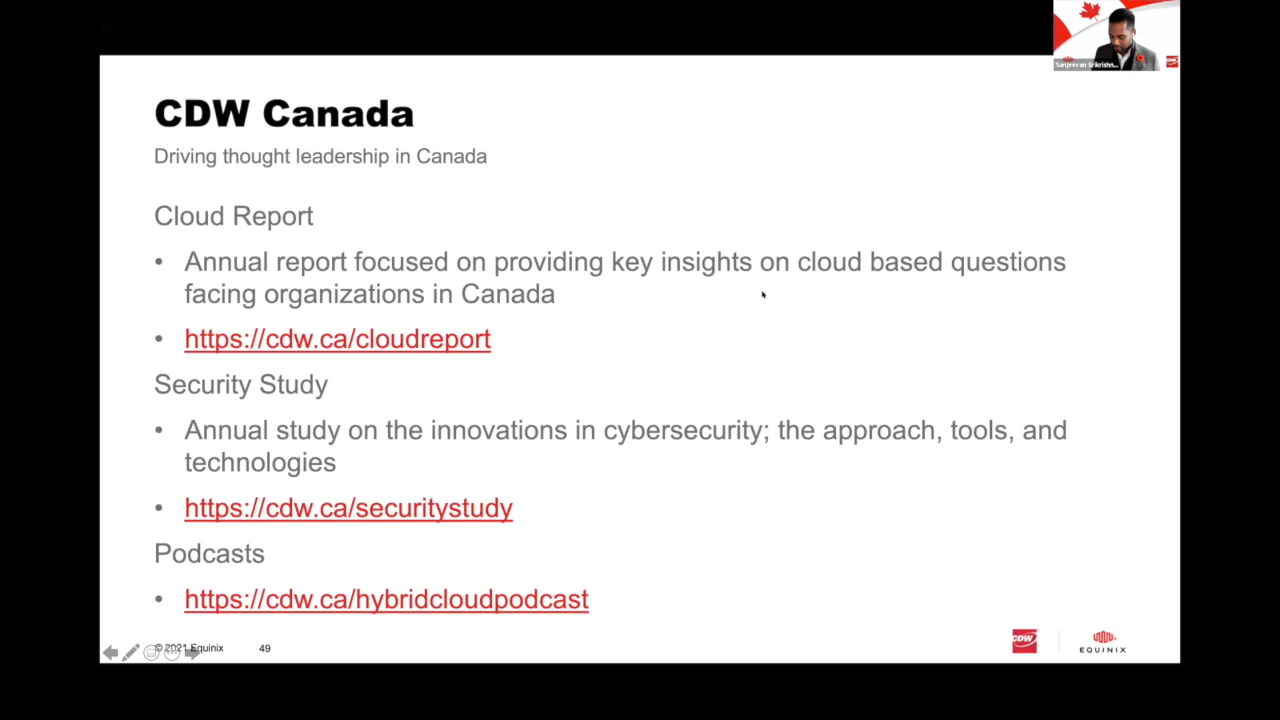 Sanjeevan Srikrishn...
CDW Canada
Driving thought leadership in Canada
Cloud Report
• Annual report focused on providing key insights on cloud based questions
facing organizations in Canada
• https://cdw.ca/cloudreport
Security Study
• Annual study on the innovations in cybersecurity; the approach, tools, and
technologies
• https://cdw.ca/securitystudy
Podcasts
• https://cdw.ca/hybridcloudpodcast
© 2021 Equinix 49
CDW
EQUINIX